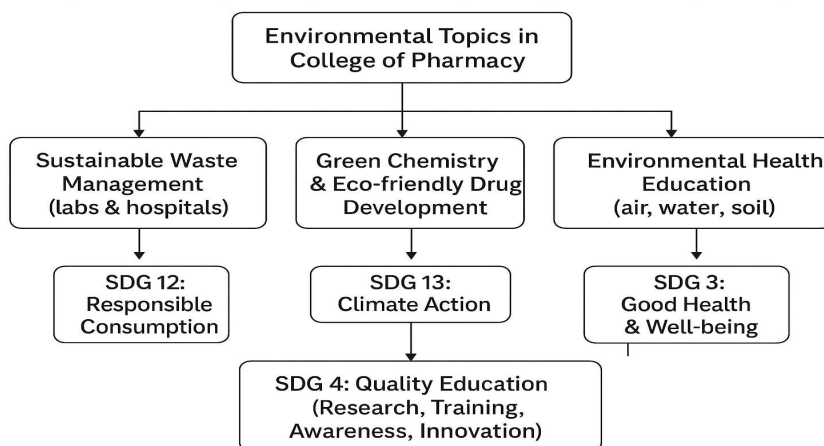 Environmental Topics in
College of Pharmacy
Sustainable Waste
Management
(labs & hospitals)
Green Chemistry
& Eco-friendly Drug
Development
Environmental Health
Education
(air, water, soil)
SDG 12:
Responsible
Consumption
SDG 13:
Climate Action
SDG 3:
Good Health
& Well-being
SDG 4: Quality Education
(Research, Training,
Awareness, Innovation)